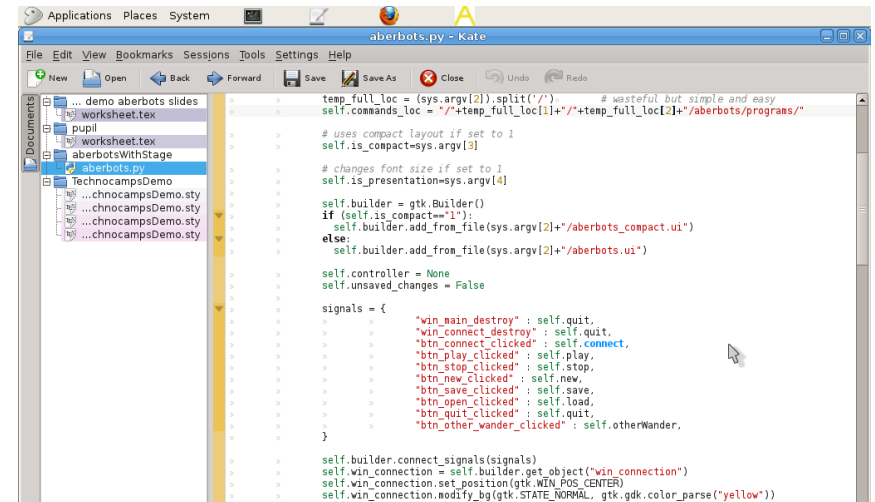 Applications Places System
aberbots.py - Kate
File Edit View Bookmarks Sessions Tools Settings Help
New Open Back Forward Save Save As Close Undo Redo
Documents
... demo aberbots slides
worksheet.tex
pupil
worksheet.tex
aberbotsWithStage
aberbots.py
TechnocampsDemo
...chnocampsDemo.sty
...chnocampsDemo.sty
...chnocampsDemo.sty
...chnocampsDemo.sty
temp_full_loc = (sys.argv[2]).split('/') # wasteful but simple and easy
self.commands_loc = "/"+temp_full_loc[1]+"/"+temp_full_loc[2]+"/aberbots/programs/"
# uses compact layout if set to 1
self.is_compact=sys.argv[3]
# changes font size if set to 1
self.is_presentation=sys.argv[4]
self.builder = gtk.Builder()
if (self.is_compact=="1"):
self.builder.add_from_file(sys.argv[2]+"/aberbots_compact.ui")
else:
self.builder.add_from_file(sys.argv[2]+"/aberbots.ui")
self.controller = None
self.unsaved_changes = False
signals = {
"win_main_destroy" : self.quit,
"win_connect_destroy" : self.quit,
"btn_connect_clicked" : self.connect,
"btn_play_clicked" : self.play,
"btn_stop_clicked" : self.stop,
"btn_new_clicked" : self.new,
"btn_save_clicked" : self.save,
"btn_open_clicked" : self.load,
"btn_quit_clicked" : self.quit,
"btn_other_wander_clicked" : self.otherWander,
}
self.builder.connect_signals(signals)
self.win_connection = self.builder.get_object("win_connection")
self.win_connection.set_position(gtk.WIN_POS_CENTER)
self.win_connection.modify_bg(gtk.STATE_NORMAL, gtk.gdk.color_parse("yellow"))